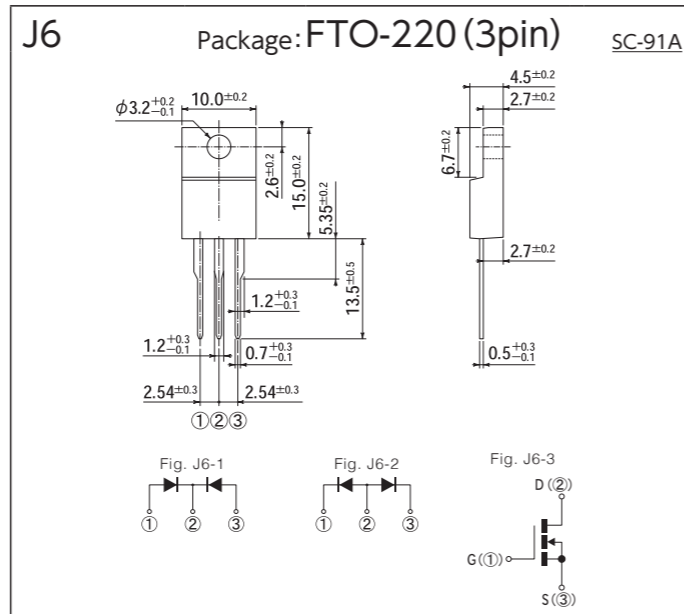 J6 Package: FTO-220 (3pin) SC-91A
4.5±0.2
2.7±0.2
φ3.2+0.2−0.1 10.0±0.2
2.6±0.2
15.0±0.2
5.35±0.2
13.5±0.5
6.7±0.2
2.7±0.2
1.2+0.3−0.1
1.2+0.3−0.1 0.7+0.3−0.1 0.5+0.3−0.1
2.54±0.3 2.54±0.3
① ② ③
Fig. J6-1 Fig. J6-2 Fig. J6-3
D (②)
① ② ③ ① ② ③
G(①)
S(③)